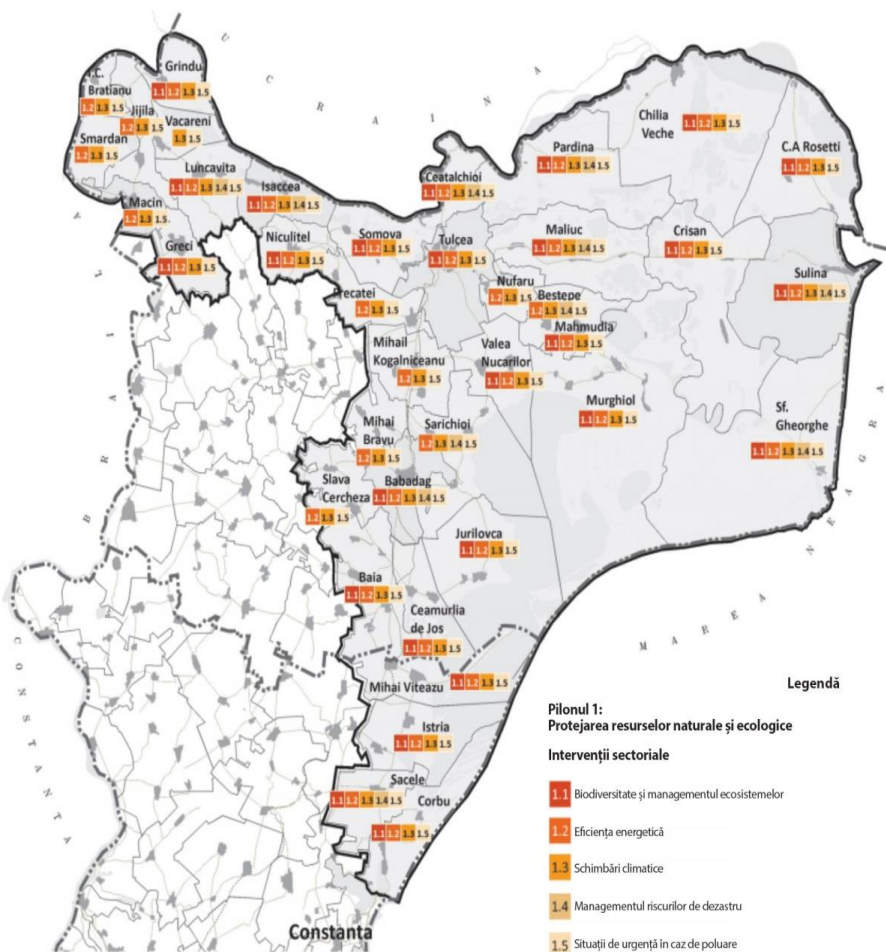 U C R A I N A
Grindu
1.1 1.2 1.3 1.5
I.C.
Bratianu
1.2 1.3 1.5
Jijila
1.2 1.3 1.5
Vacareni
1.3 1.5
Smardan
1.2 1.3 1.5
Luncavita
1.1 1.2 1.3 1.4 1.5
Isaccea
1.1 1.2 1.3 1.4 1.5
Macin
1.2 1.3 1.5
Greci
1.1 1.2 1.3 1.5
Niculitel
1.1 1.2 1.3 1.5
Somova
1.1 1.2 1.3 1.5
Ceatalchioi
1.1 1.2 1.3 1.4 1.5
Tulcea
1.1 1.2 1.3 1.5
Pardina
1.1 1.2 1.3 1.4 1.5
Chilia
Veche
1.1 1.2 1.3 1.5
C.A Rosetti
1.1 1.2 1.3 1.5
Maliuc
1.1 1.2 1.3 1.4 1.5
Crisan
1.1 1.2 1.3 1.5
Sulina
1.1 1.2 1.3 1.4 1.5
Frecatei
1.2 1.3 1.5
Nufaru
1.2 1.3 1.5
Bestepe
1.2 1.3 1.4 1.5
Mahmudia
1.1 1.2 1.3 1.5
Mihail
Kogalniceanu
1.2 1.3 1.5
Valea
Nucarilor
1.1 1.2 1.3 1.5
Murghiol
1.1 1.2 1.3 1.5
Sf.
Gheorghe
1.1 1.2 1.3 1.4 1.5
Mihai
Bravu
1.2 1.3 1.5
Sarichioi
1.2 1.3 1.4 1.5
Slava
Cercheza
1.2 1.3 1.5
Babadag
1.1 1.2 1.3 1.4 1.5
Jurilovca
1.1 1.2 1.3 1.5
Baia
1.1 1.2 1.3 1.5
Ceamurlia
de Jos
1.1 1.2 1.3 1.5
Mihai Viteazu
1.1 1.2 1.3 1.5
Istria
1.1 1.2 1.3 1.5
Sacele
1.1 1.2 1.3 1.4 1.5
Corbu
1.1 1.2 1.3 1.5
Constanta
B R A I L A
C O N S T A N T A
M A R E A N E A G R A
Legendă
Pilonul 1:
Protejarea resurselor naturale și ecologice
Intervenții sectoriale
1.1 Biodiversitate și managementul ecosistemelor
1.2 Eficiența energetică
1.3 Schimbări climatice
1.4 Managementul riscurilor de dezastru
1.5 Situații de urgență în caz de poluare